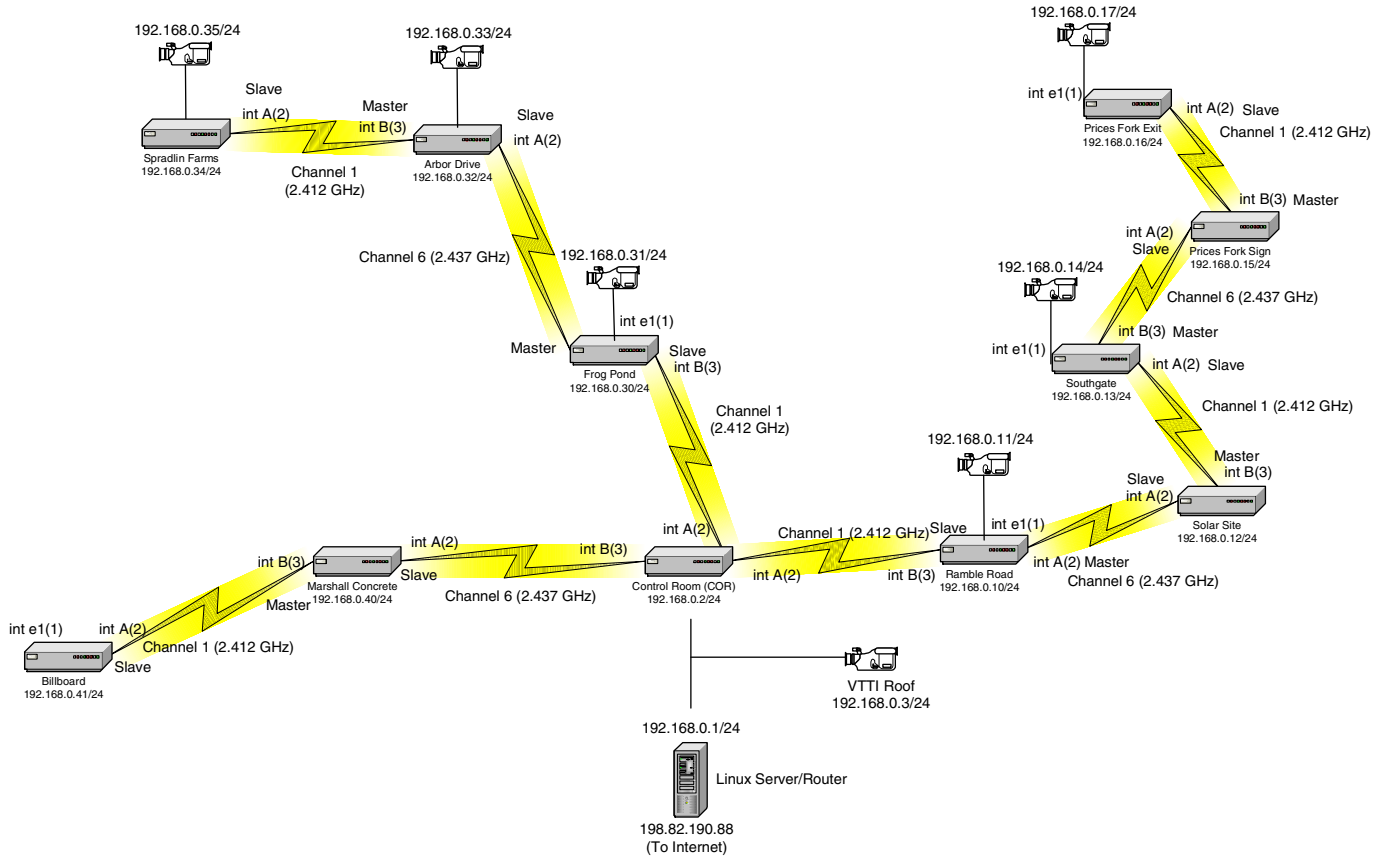 192.168.0.35/24
192.168.0.33/24
192.168.0.17/24
Slave
int A(2)
Master
int B(3)
Slave
int A(2)
Spradlin Farms
192.168.0.34/24
Channel 1
(2.412 GHz)
Arbor Drive
192.168.0.32/24
int e1(1)
Prices Fork Exit
192.168.0.16/24
int A(2)
Slave
Channel 1 (2.412 GHz)
int B(3)
Master
Channel 6 (2.437 GHz)
192.168.0.31/24
int e1(1)
Master
Frog Pond
192.168.0.30/24
Slave
int B(3)
Channel 1
(2.412 GHz)
int A(2)
Slave
Prices Fork Sign
192.168.0.15/24
192.168.0.14/24
Channel 6 (2.437 GHz)
int B(3)
Master
int e1(1)
Southgate
192.168.0.13/24
int A(2)
Slave
Channel 1 (2.412 GHz)
192.168.0.11/24
Master
int B(3)
Slave
int A(2)
Solar Site
192.168.0.12/24
int A(2)
Channel 1 (2.412 GHz)
Slave
int e1(1)
int B(3)
Marshall Concrete
192.168.0.40/24
int A(2)
Slave
int B(3)
Channel 6 (2.437 GHz)
Control Room (COR)
192.168.0.2/24
int A(2)
int B(3)
Ramble Road
192.168.0.10/24
int A(2)
Master
Channel 6 (2.437 GHz)
Master
int e1(1)
int A(2)
Channel 1 (2.412 GHz)
Slave
Billboard
192.168.0.41/24
VTTI Roof
192.168.0.3/24
192.168.0.1/24
Linux Server/Router
198.82.190.88
(To Internet)